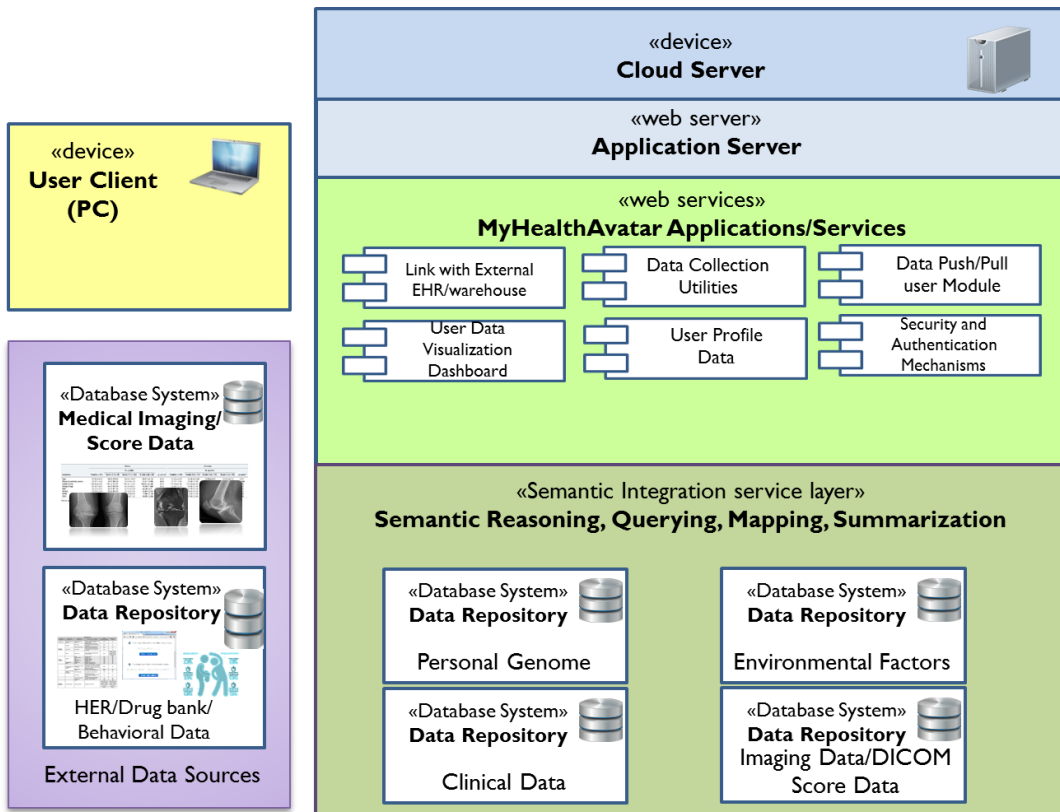 «device»
Cloud Server
«web server»
Application Server
«device»
User Client
(PC)
«web services»
MyHealthAvatar Applications/Services
Link with External
EHR/warehouse
Data Collection
Utilities
Data Push/Pull
user Module
User Data
Visualization
Dashboard
User Profile
Data
Security and
Authentication
Mechanisms
«Database System»
Medical Imaging/
Score Data
«Database System»
Data Repository
HER/Drug bank/
Behavioral Data
External Data Sources
«Semantic Integration service layer»
Semantic Reasoning, Querying, Mapping, Summarization
«Database System»
Data Repository
Personal Genome
«Database System»
Data Repository
Environmental Factors
«Database System»
Data Repository
Clinical Data
«Database System»
Data Repository
Imaging Data/DICOM
Score Data